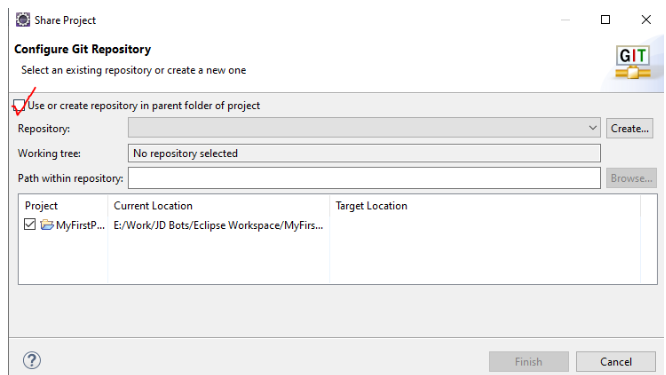 Share Project
Configure Git Repository
Select an existing repository or create a new one
GIT
Use or create repository in parent folder of project
Repository:
Create...
Working tree: No repository selected
Path within repository:
Browse...
Project Current Location Target Location
MyFirstP... E:/Work/JD Bots/Eclipse Workspace/MyFirs...
?
Finish Cancel